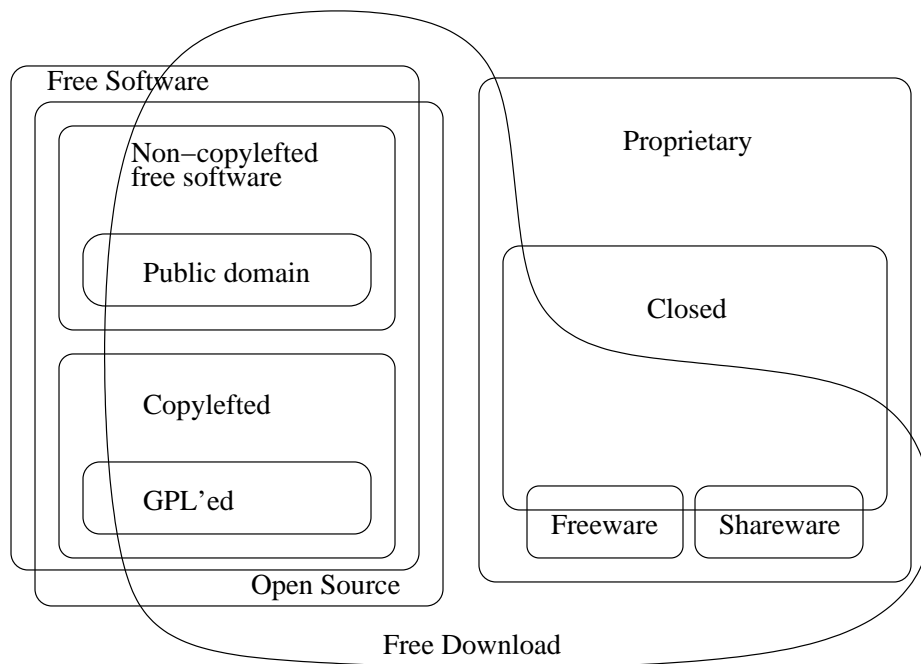 Free Software
Non−copylefted
free software
Public domain
Copylefted
GPL'ed
Open Source
Proprietary
Closed
Freeware
Shareware
Free Download